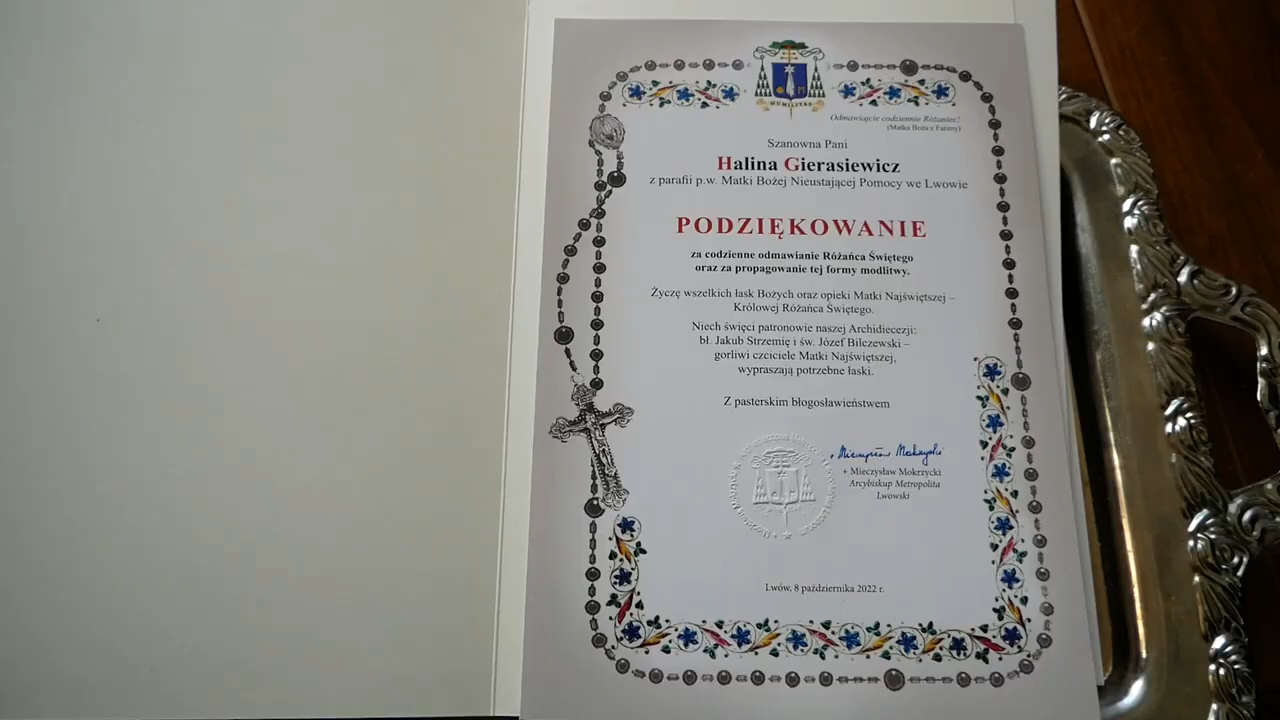 HUMILITAS
Odmawiajcie codziennie Różaniec!
(Matka Boża z Fatimy)
Szanowna Pani
Halina Gierasiewicz
z parafii p.w. Matki Bożej Nieustającej Pomocy we Lwowie
PODZIĘKOWANIE
za codzienne odmawianie Różańca Świętego
oraz za propagowanie tej formy modlitwy.
Życzę wszelkich łask Bożych oraz opieki Matki Najświętszej –
Królowej Różańca Świętego.
Niech święci patronowie naszej Archidiecezji:
bł. Jakub Strzemię i św. Józef Bilczewski –
gorliwi czciciele Matki Najświętszej,
wypraszają potrzebne łaski.
Z pasterskim błogosławieństwem
+ Mieczysław Mokrzycki
+ Mieczysław Mokrzycki
Arcybiskup Metropolita
Lwowski
Lwów, 8 października 2022 r.